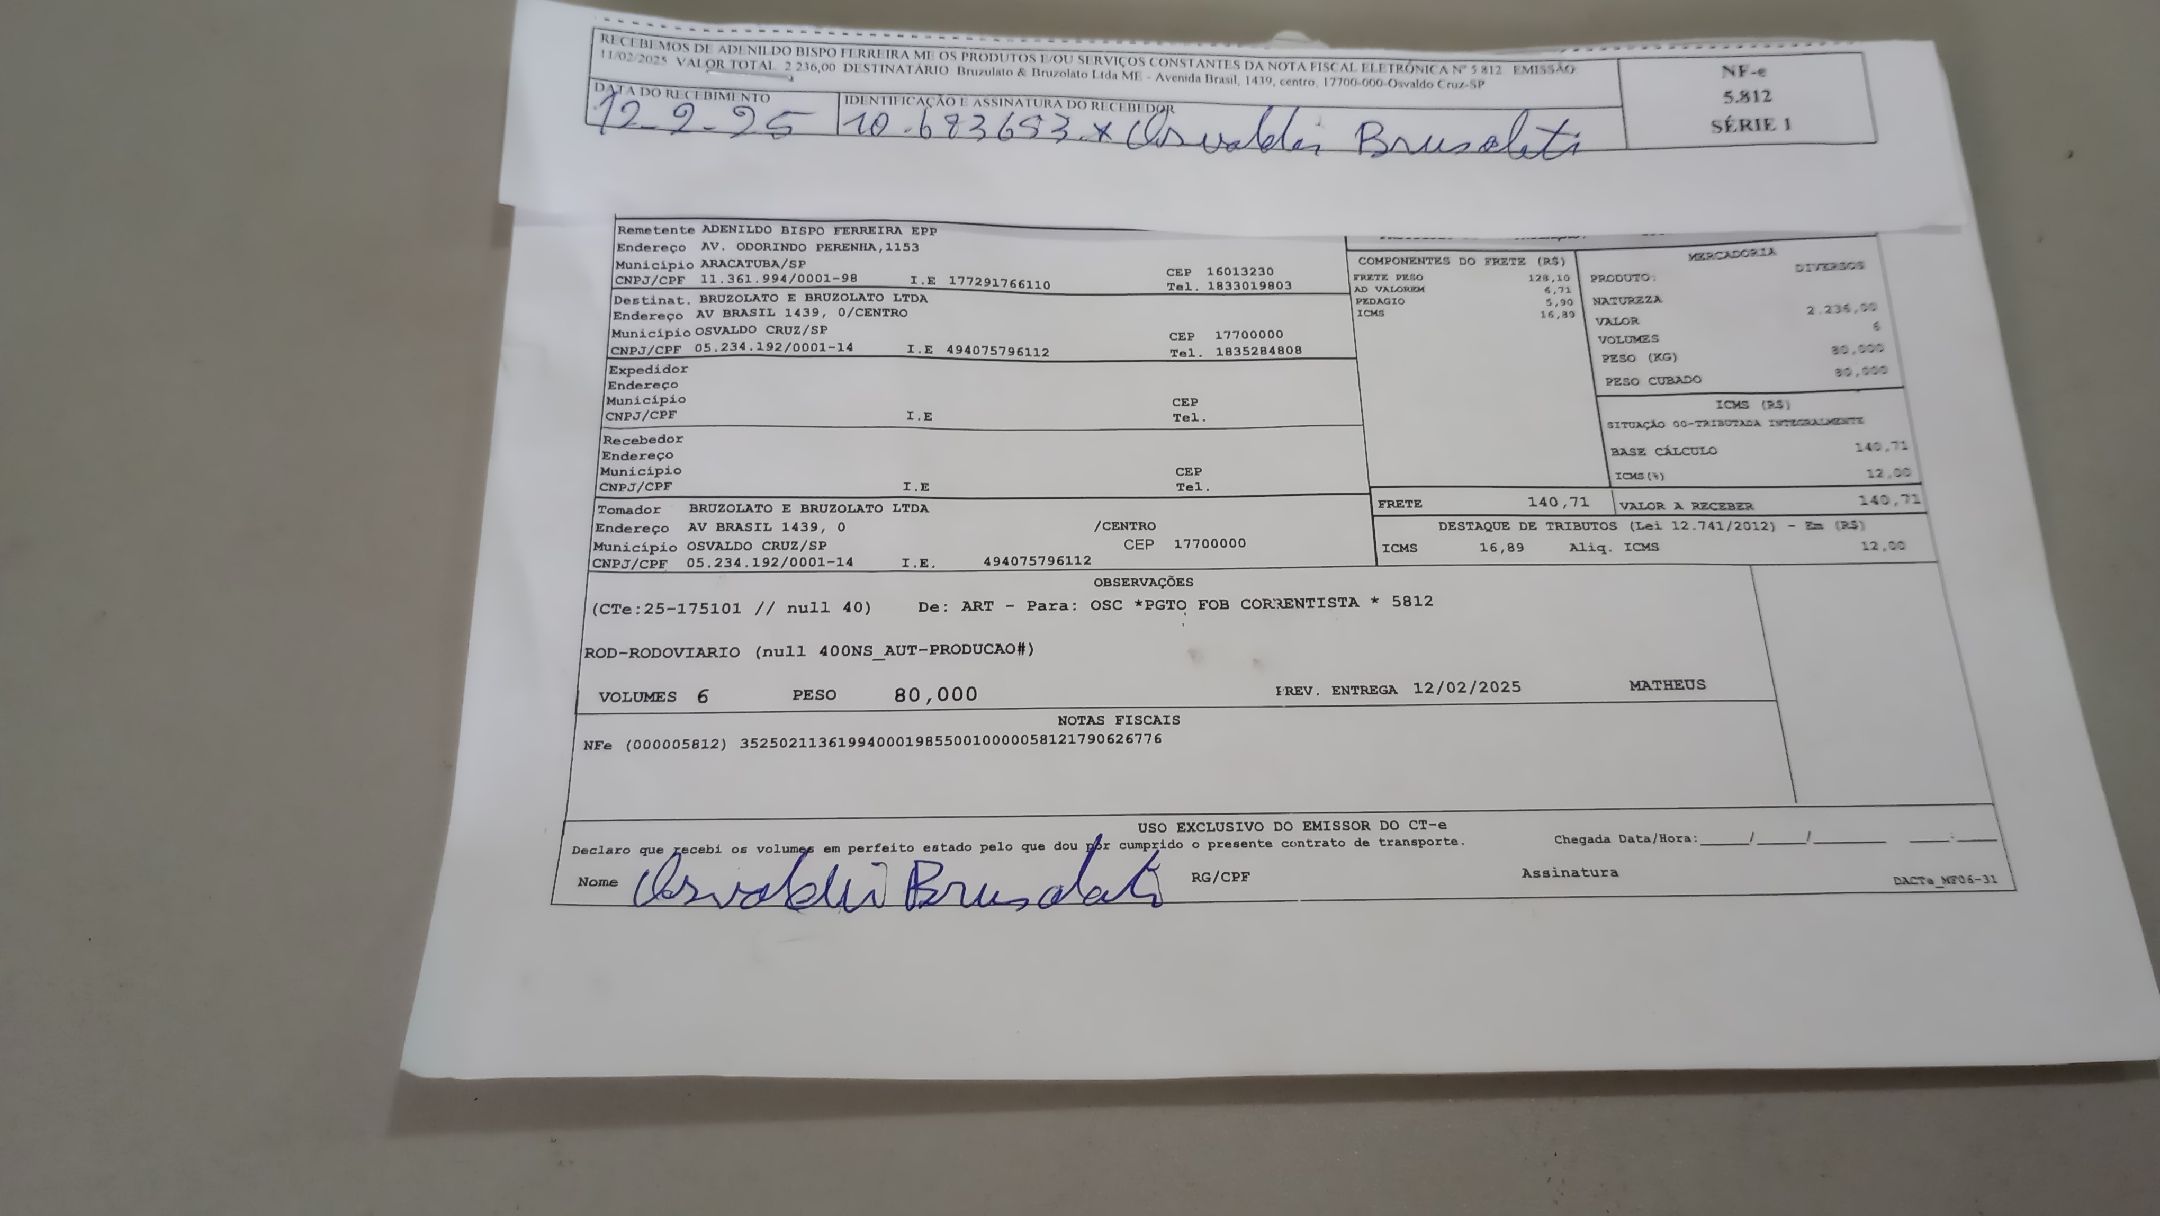 RECEBEMOS DE ADENILDO BISPO FERREIRA ME OS PRODUTOS E/OU SERVIÇOS CONSTANTES DA NOTA FISCAL ELETRÔNICA Nº 5.812 EMISSÃO:
11/02/2025 VALOR TOTAL 2.236,00 DESTINATÁRIO Bruzulato & Bruzolato Ltda ME - Avenida Brasil, 1439, centro, 17700-000-Osvaldo Cruz-SP
NF-e
5.812
SÉRIE 1
DATA DO RECEBIMENTO IDENTIFICAÇÃO E ASSINATURA DO RECEBEDOR
12-2-25 10.683653.x Osvaldi Brusolati
Remetente ADENILDO BISPO FERREIRA EPP
Endereço AV. ODORINDO PERENHA,1153
Município ARACATUBA/SP CEP 16013230
CNPJ/CPF 11.361.994/0001-98 I.E 177291766110 Tel. 1833019803
Destinat. BRUZOLATO E BRUZOLATO LTDA
Endereço AV BRASIL 1439, 0/CENTRO
Município OSVALDO CRUZ/SP CEP 17700000
CNPJ/CPF 05.234.192/0001-14 I.E 494075796112 Tel. 1835284808
Expedidor
Endereço
Município CEP
CNPJ/CPF I.E Tel.
Recebedor
Endereço
Município CEP
CNPJ/CPF I.E Tel.
Tomador BRUZOLATO E BRUZOLATO LTDA
Endereço AV BRASIL 1439, 0 /CENTRO
Município OSVALDO CRUZ/SP CEP 17700000
CNPJ/CPF 05.234.192/0001-14 I.E. 494075796112
COMPONENTES DO FRETE (R$)
FRETE PESO 128,10
AD VALOREM 6,71
PEDAGIO 5,90
ICMS 16,89
MERCADORIA
PRODUTO: DIVERSOS
NATUREZA
VALOR 2.236,00
VOLUMES 6
PESO (KG) 80,000
PESO CUBADO 80,000
ICMS (R$)
SITUAÇÃO 00-TRIBUTADA INTEGRALMENTE
BASE CÁLCULO 140,71
ICMS(%) 12,00
FRETE 140,71 VALOR A RECEBER 140,71
DESTAQUE DE TRIBUTOS (Lei 12.741/2012) - Em (R$)
ICMS 16,89 Aliq. ICMS 12,00
OBSERVAÇÕES
(CTe:25-175101 // null 40) De: ART - Para: OSC *PGTO FOB CORRENTISTA * 5812
ROD-RODOVIARIO (null 400NS_AUT-PRODUCAO#)
VOLUMES 6 PESO 80,000 PREV. ENTREGA 12/02/2025 MATHEUS
NOTAS FISCAIS
NFe (000005812) 35250211361994000198550010000058121790626776
USO EXCLUSIVO DO EMISSOR DO CT-e
Declaro que recebi os volumes em perfeito estado pelo que dou por cumprido o presente contrato de transporte. Chegada Data/Hora:____/____/______ ___:___
Nome Osvaldi Brusolati RG/CPF Assinatura
DACTe_MF06-31